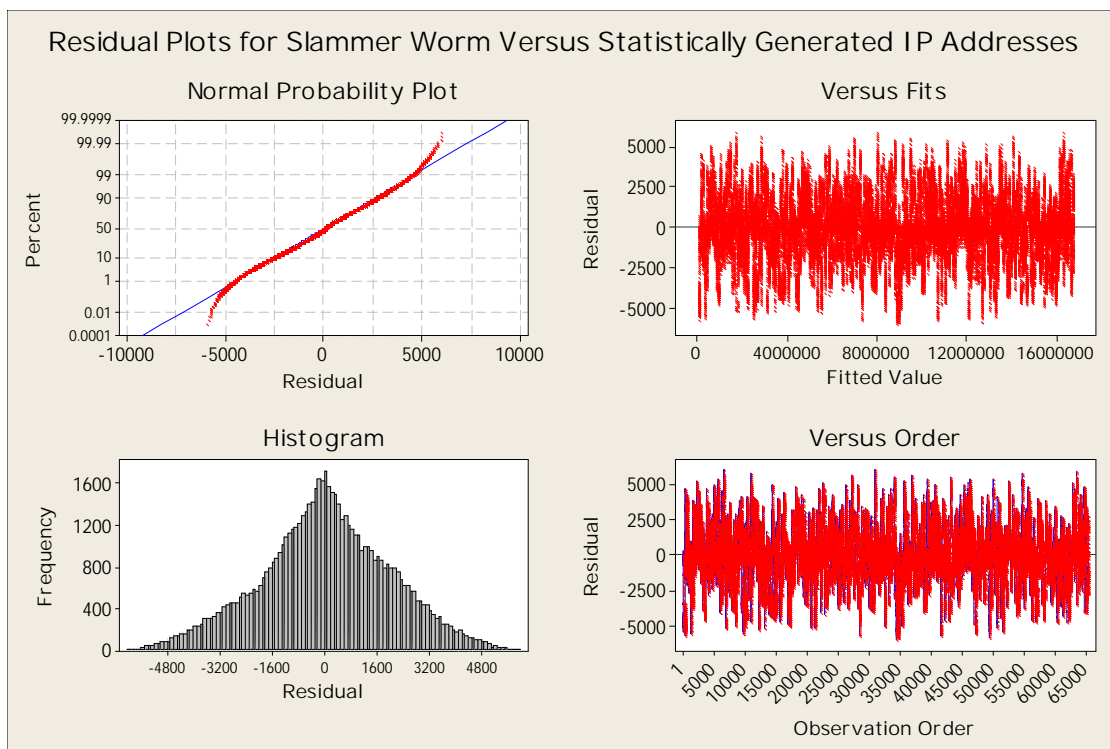 Residual Plots for Slammer Worm Versus Statistically Generated IP Addresses
Normal Probability Plot
Percent
99.9999
99.99
99
90
50
10
1
0.01
0.0001
-10000 -5000 0 5000 10000
Residual
Versus Fits
Residual
5000
2500
0
-2500
-5000
0 4000000 8000000 12000000 16000000
Fitted Value
Histogram
Frequency
1600
1200
800
400
0
-4800 -3200 -1600 0 1600 3200 4800
Residual
Versus Order
Residual
5000
2500
0
-2500
-5000
1 5000 10000 15000 20000 25000 30000 35000 40000 45000 50000 55000 60000 65000
Observation Order